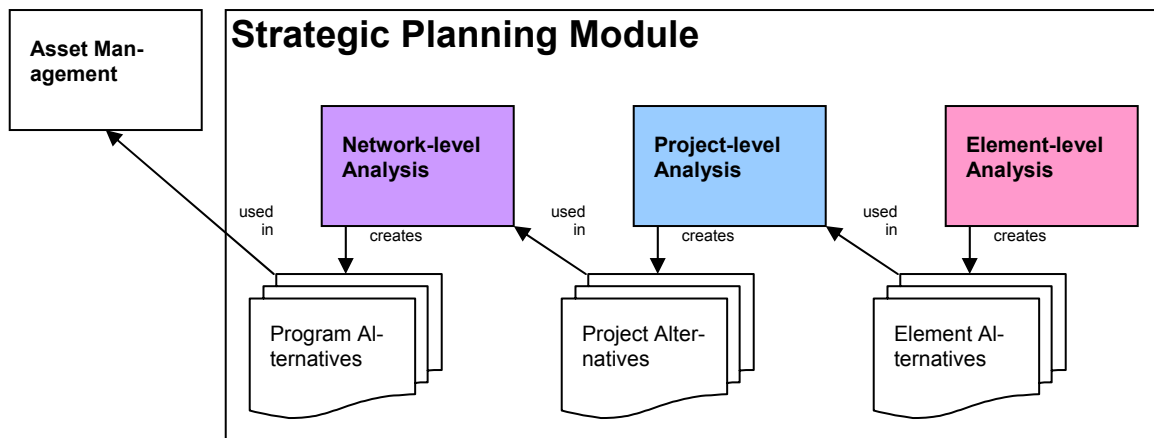 Asset Man-
agement
Strategic Planning Module
Network-level
Analysis
Project-level
Analysis
Element-level
Analysis
used
in
creates
used
in
creates
used
in
creates
Program Al-
ternatives
Project Alter-
natives
Element Al-
ternatives